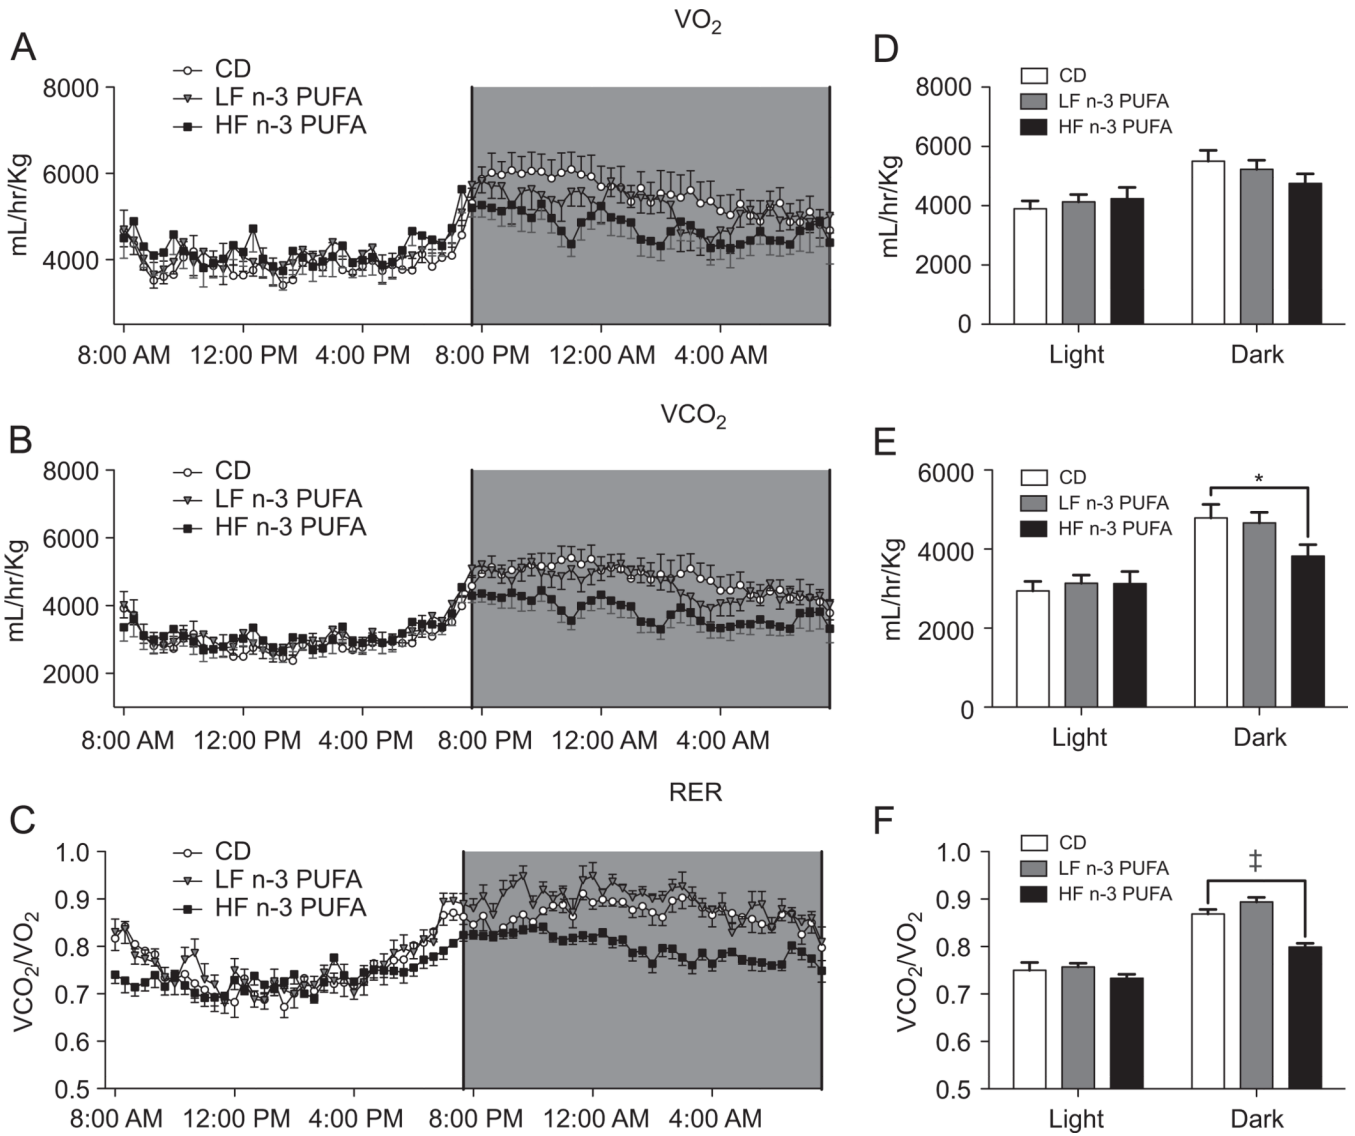 VO2
A
CD
LF n-3 PUFA
HF n-3 PUFA
8000
6000
4000
mL/hr/Kg
8:00 AM 12:00 PM 4:00 PM 8:00 PM 12:00 AM 4:00 AM
D
CD
LF n-3 PUFA
HF n-3 PUFA
8000
6000
4000
2000
0
mL/hr/Kg
Light Dark
VCO2
B
CD
LF n-3 PUFA
HF n-3 PUFA
8000
6000
4000
2000
mL/hr/Kg
8:00 AM 12:00 PM 4:00 PM 8:00 PM 12:00 AM 4:00 AM
E
CD
LF n-3 PUFA
HF n-3 PUFA
*
6000
4000
2000
0
mL/hr/Kg
Light Dark
RER
C
CD
LF n-3 PUFA
HF n-3 PUFA
1.0
0.9
0.8
0.7
0.6
0.5
VCO2/VO2
8:00 AM 12:00 PM 4:00 PM 8:00 PM 12:00 AM 4:00 AM
F
CD
LF n-3 PUFA
HF n-3 PUFA
‡
1.0
0.9
0.8
0.7
0.6
0.5
VCO2/VO2
Light Dark